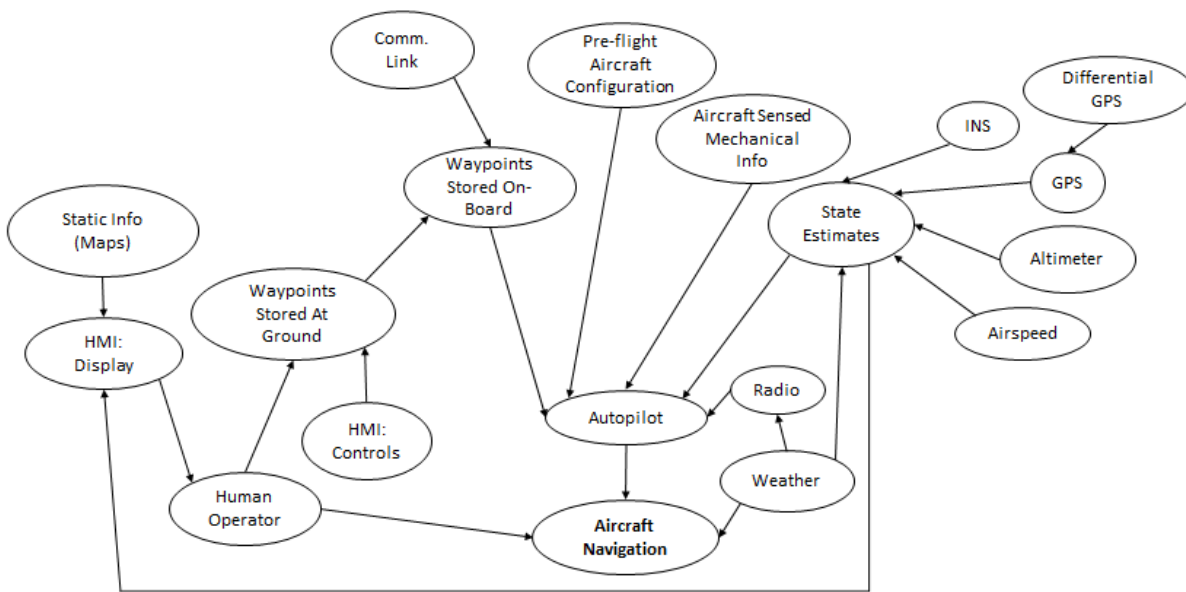 Comm.
Link
Pre-flight
Aircraft
Configuration
Differential
GPS
Aircraft Sensed
Mechanical
Info
INS
Waypoints
Stored On-
Board
GPS
Static Info
(Maps)
State
Estimates
Altimeter
Waypoints
Stored At
Ground
Airspeed
HMI:
Display
Radio
Autopilot
HMI:
Controls
Weather
Human
Operator
Aircraft
Navigation